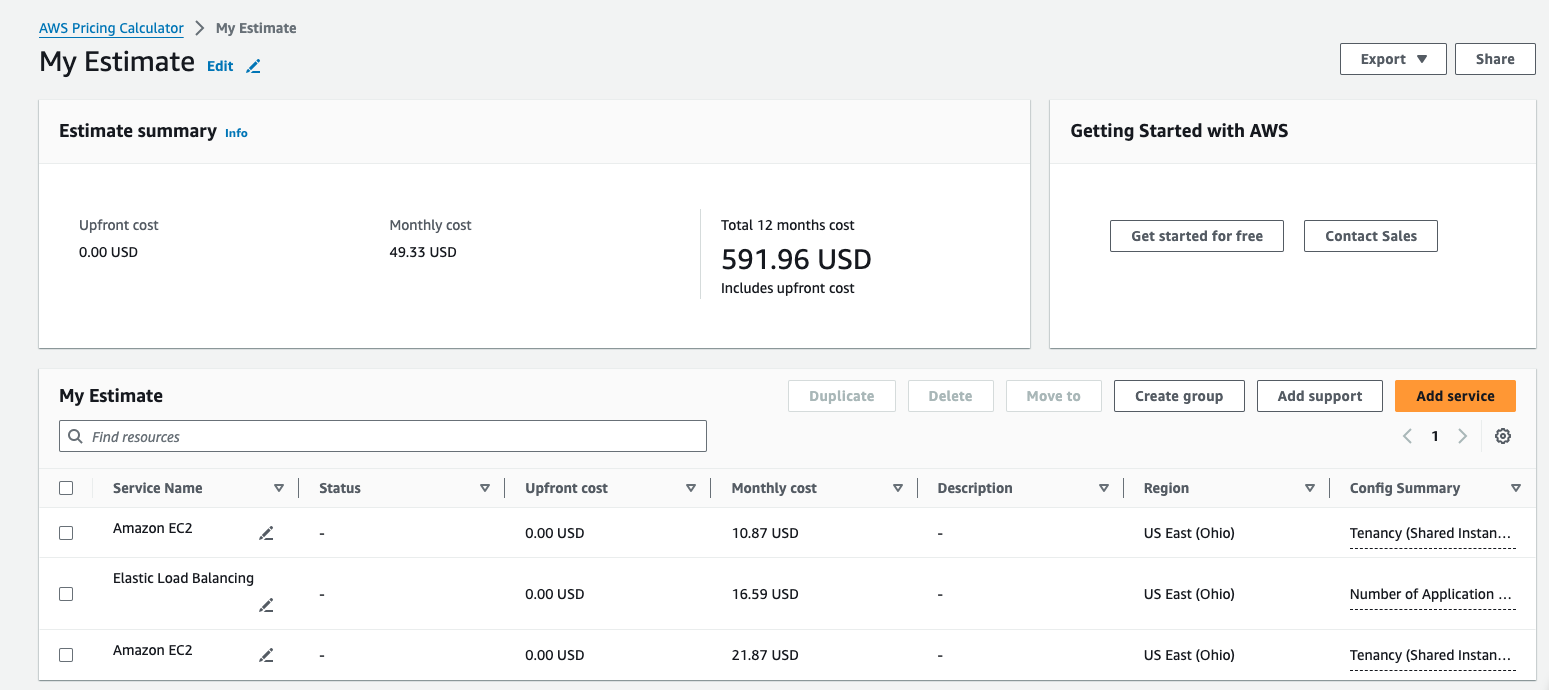 AWS Pricing Calculator > My Estimate
My Estimate Edit
Export ▼ Share
Estimate summary Info
Getting Started with AWS
Upfront cost Monthly cost Total 12 months cost
0.00 USD 49.33 USD 591.96 USD
Includes upfront cost
Get started for free Contact Sales
My Estimate Duplicate Delete Move to Create group Add support Add service
Find resources 1
Service Name Status Upfront cost Monthly cost Description Region Config Summary
Amazon EC2 - 0.00 USD 10.87 USD - US East (Ohio) Tenancy (Shared Instan...
Elastic Load Balancing - 0.00 USD 16.59 USD - US East (Ohio) Number of Application ...
Amazon EC2 - 0.00 USD 21.87 USD - US East (Ohio) Tenancy (Shared Instan...